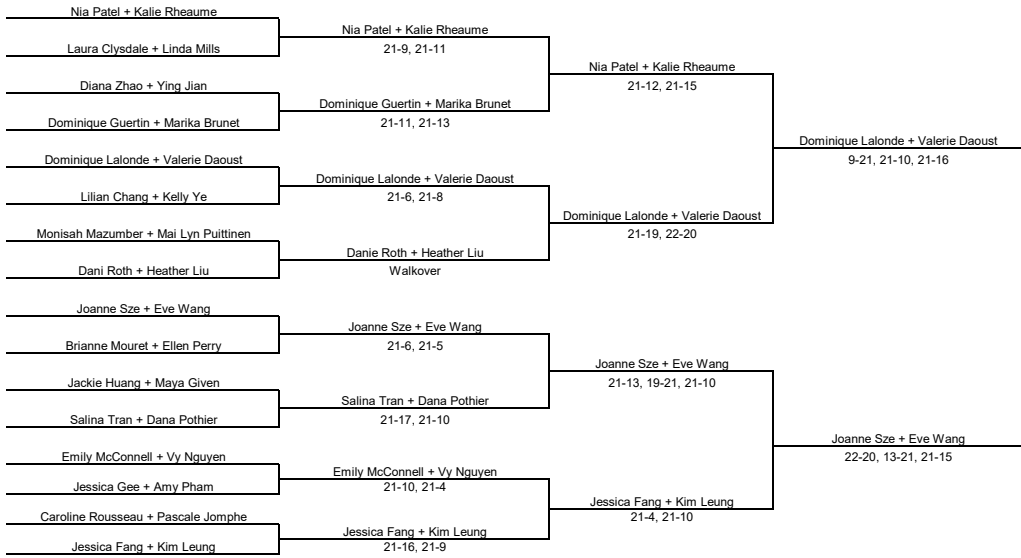 Nia Patel + Kalie Rheaume
Laura Clysdale + Linda Mills
Diana Zhao + Ying Jian
Dominique Guertin + Marika Brunet
Dominique Lalonde + Valerie Daoust
Lilian Chang + Kelly Ye
Monisah Mazumber + Mai Lyn Puittinen
Dani Roth + Heather Liu
Joanne Sze + Eve Wang
Brianne Mouret + Ellen Perry
Jackie Huang + Maya Given
Salina Tran + Dana Pothier
Emily McConnell + Vy Nguyen
Jessica Gee + Amy Pham
Caroline Rousseau + Pascale Jomphe
Jessica Fang + Kim Leung
Nia Patel + Kalie Rheaume
21-9, 21-11
Dominique Guertin + Marika Brunet
21-11, 21-13
Dominique Lalonde + Valerie Daoust
21-6, 21-8
Danie Roth + Heather Liu
Walkover
Joanne Sze + Eve Wang
21-6, 21-5
Salina Tran + Dana Pothier
21-17, 21-10
Emily McConnell + Vy Nguyen
21-10, 21-4
Jessica Fang + Kim Leung
21-16, 21-9
Nia Patel + Kalie Rheaume
21-12, 21-15
Dominique Lalonde + Valerie Daoust
21-19, 22-20
Joanne Sze + Eve Wang
21-13, 19-21, 21-10
Jessica Fang + Kim Leung
21-4, 21-10
Dominique Lalonde + Valerie Daoust
9-21, 21-10, 21-16
Joanne Sze + Eve Wang
22-20, 13-21, 21-15